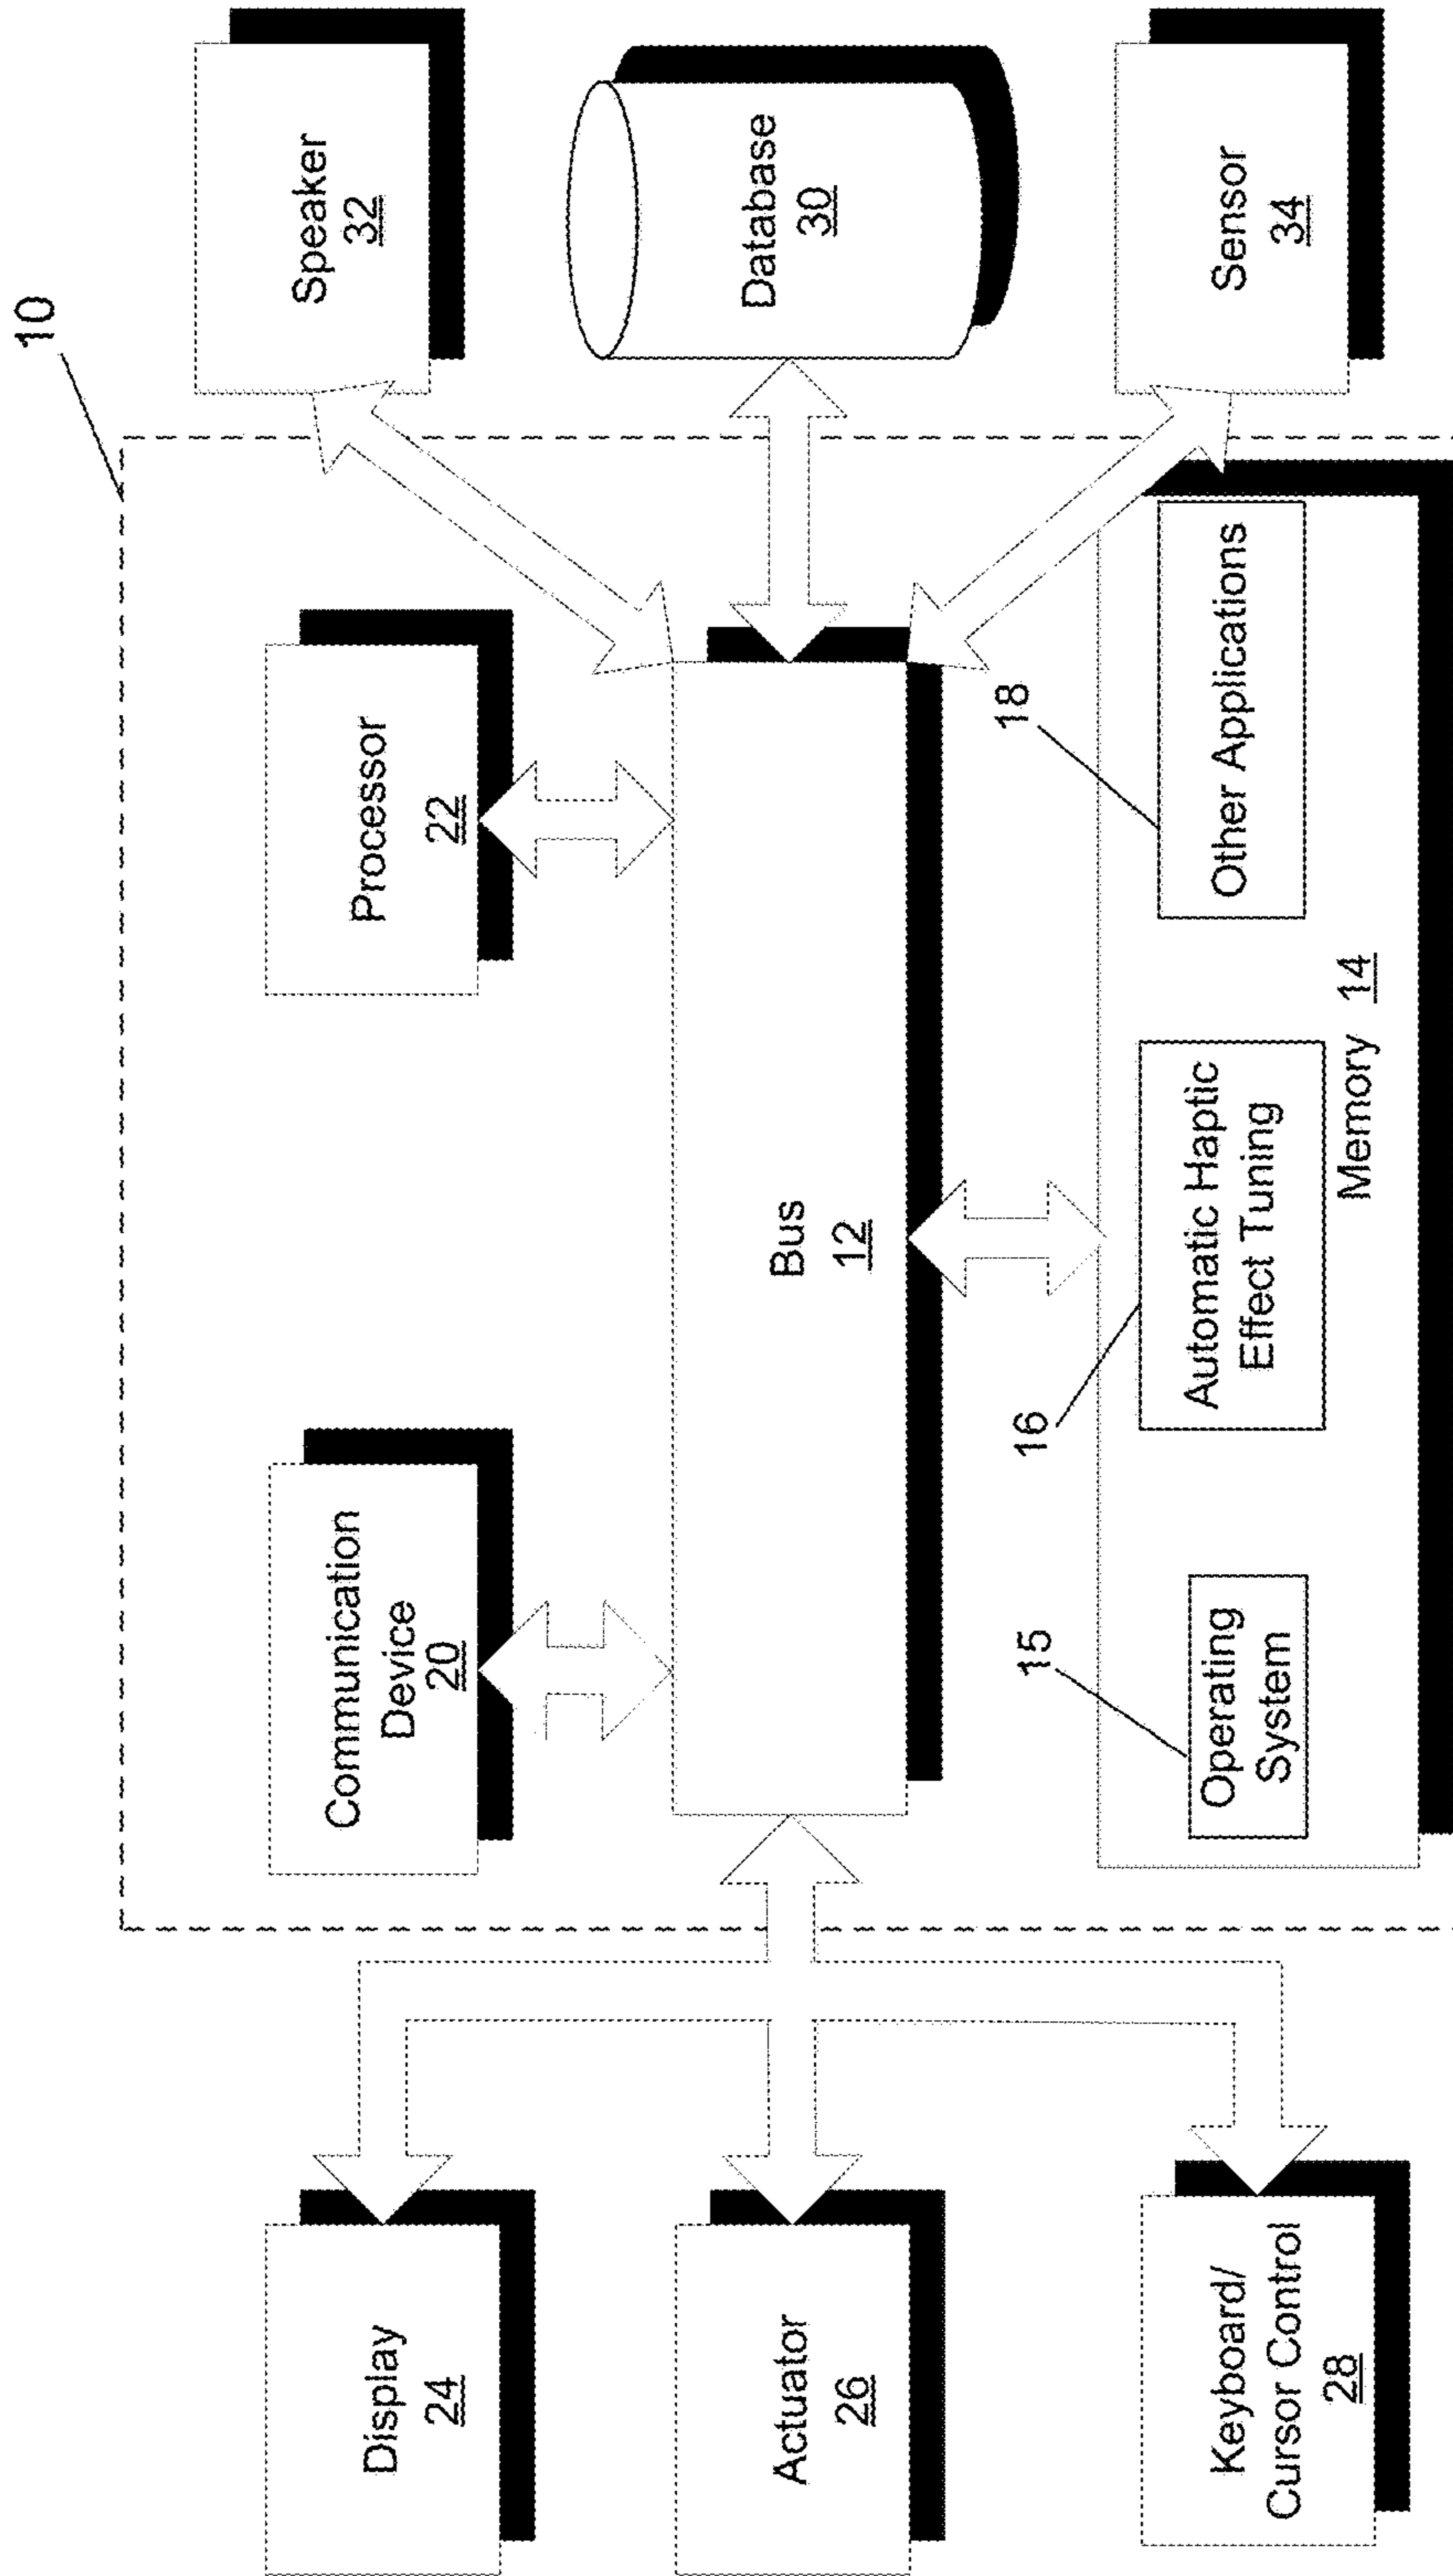 10
Communication
Device
20
Processor
22
Speaker
32
Display
24
Bus
12
Database
30
Actuator
26
15
16
18
Operating
System
Automatic Haptic
Effect Tuning
Other Applications
Memory 14
Keyboard/
Cursor Control
28
Sensor
34